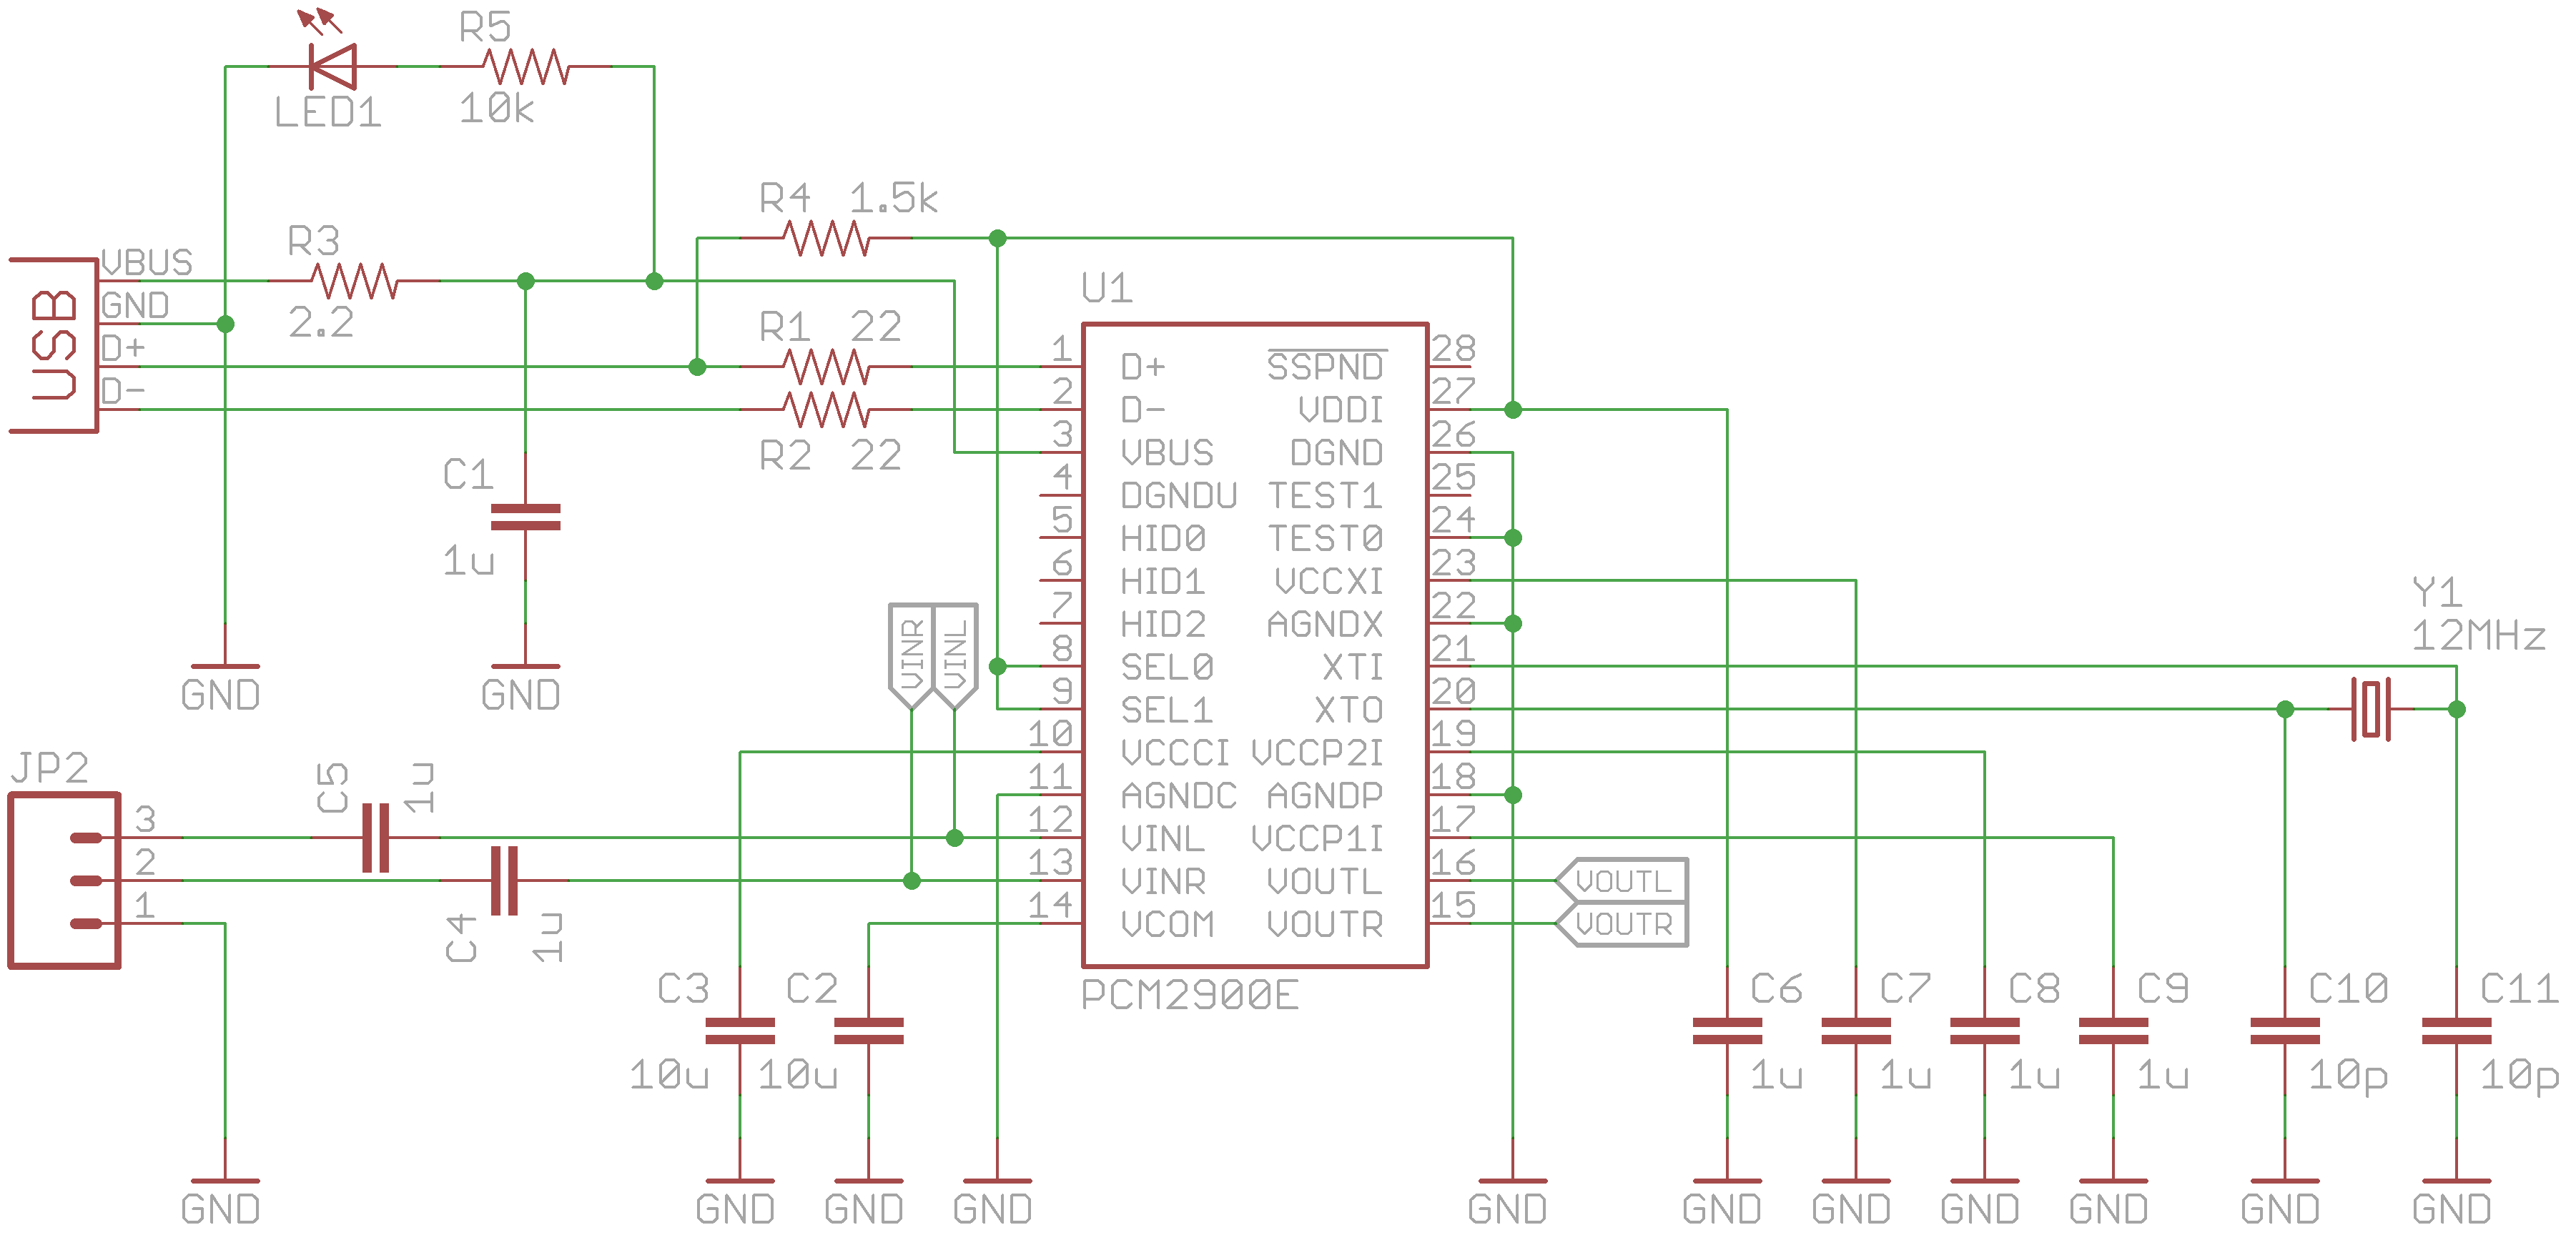 R5
LED1
10k
R4 1.5k
R3
2.2
USB
VBUS
GND
D+
D-
R1 22
R2 22
C1
1u
GND
GND
U1
1 D+
2 D-
3 VBUS
4 DGNDU
5 HID0
6 HID1
7 HID2
8 SEL0
9 SEL1
10 VCCCI
11 AGNDC
12 VINL
13 VINR
14 VCOM
SSPND 28
VDDI 27
DGND 26
TEST1 25
TEST0 24
VCCXI 23
AGNDX 22
XTI 21
XTO 20
VCCP2I 19
AGNDP 18
VCCP1I 17
VOUTL 16
VOUTR 15
PCM2900E
VINR
VINL
VOUTL
VOUTR
Y1
12MHz
JP2
3
2
1
C5 1u
C4 1u
C3
10u
C2
10u
C6
1u
C7
1u
C8
1u
C9
1u
C10
10p
C11
10p
GND
GND
GND
GND
GND
GND
GND
GND
GND
GND
GND